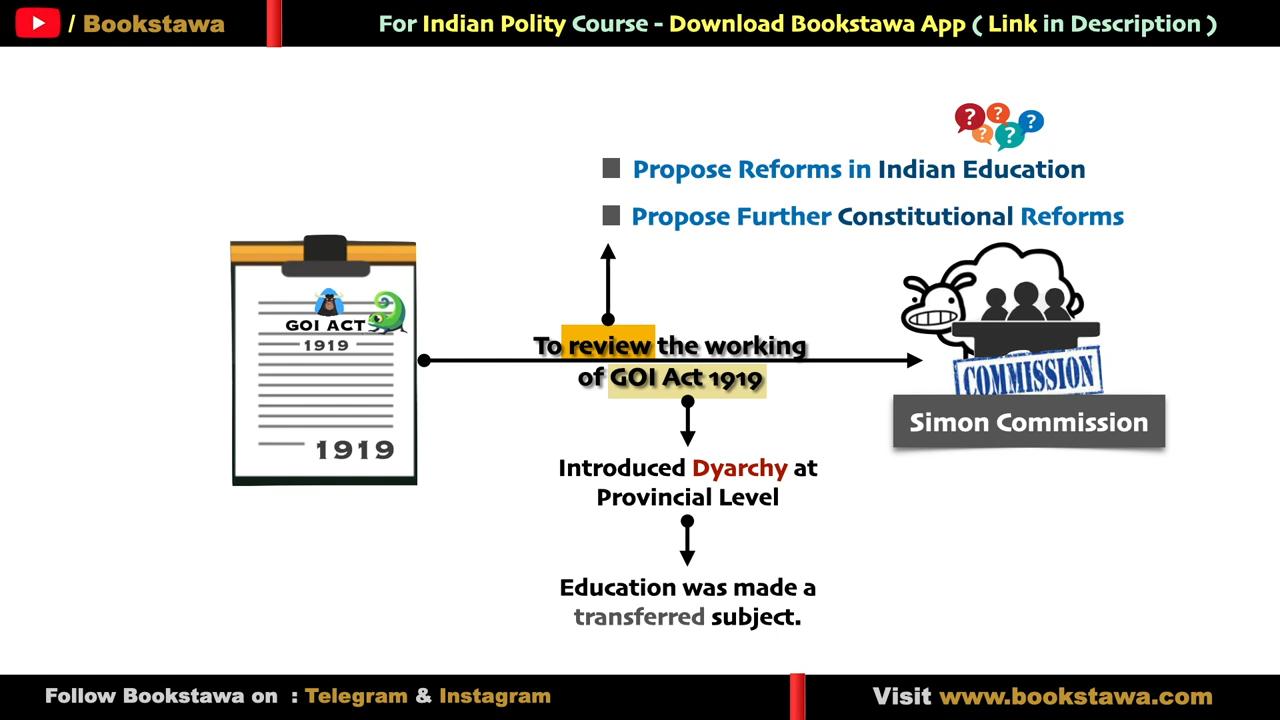 / Bookstawa
For Indian Polity Course - Download Bookstawa App ( Link in Description )
? ? ? ? ?
Propose Reforms in Indian Education
Propose Further Constitutional Reforms
GOI ACT
1919
1919
To review the working
of GOI Act 1919
COMMISSION
Simon Commission
Introduced Dyarchy at
Provincial Level
Education was made a
transferred subject.
Follow Bookstawa on : Telegram & Instagram
Visit www.bookstawa.com